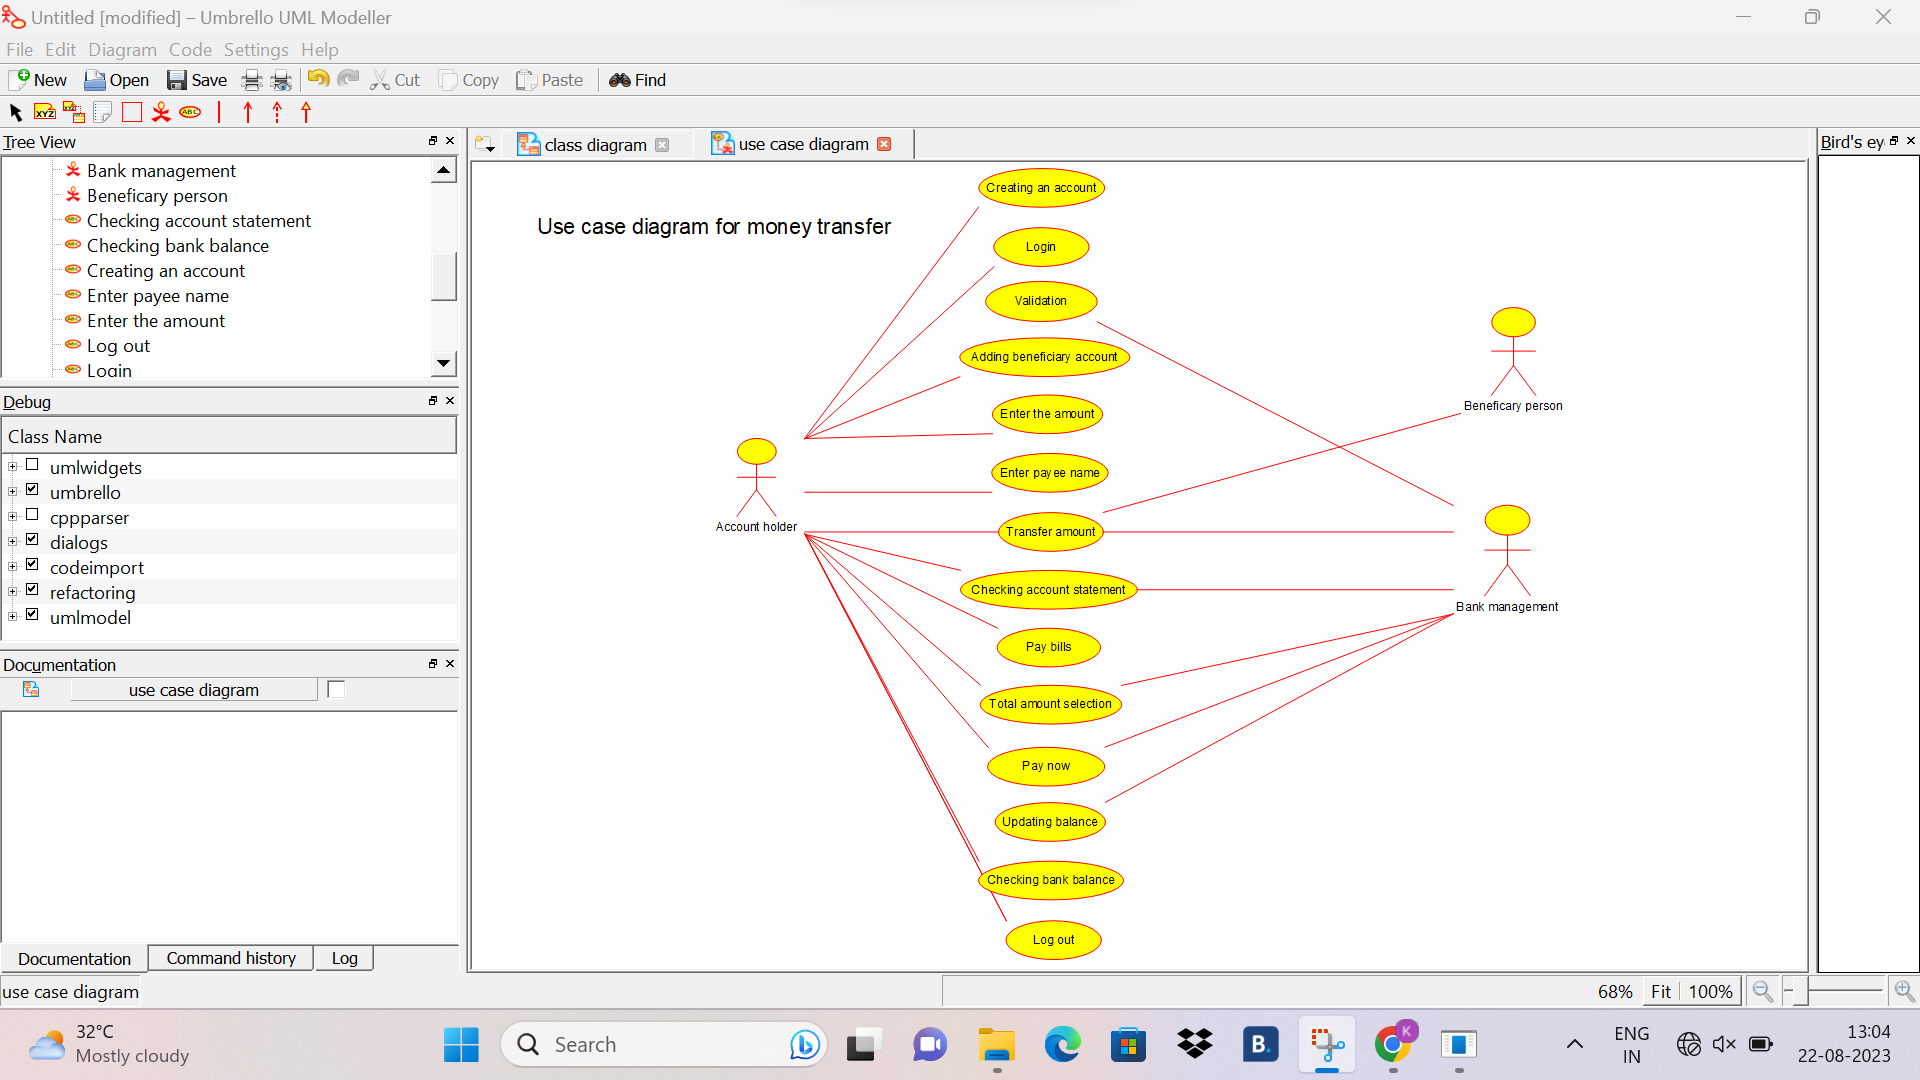 Untitled [modified] – Umbrello UML Modeller
File Edit Diagram Code Settings Help
New Open Save Cut Copy Paste Find
XYZ XYZ ABC
Tree View
Bank management
Beneficary person
Checking account statement
Checking bank balance
Creating an account
Enter payee name
Enter the amount
Log out
Login
Debug
Class Name
umlwidgets
umbrello
cppparser
dialogs
codeimport
refactoring
umlmodel
Documentation
use case diagram
Documentation Command history Log
use case diagram
class diagram use case diagram
Use case diagram for money transfer
Creating an account
Login
Validation
Adding beneficiary account
Enter the amount
Enter payee name
Transfer amount
Checking account statement
Pay bills
Total amount selection
Pay now
Updating balance
Checking bank balance
Log out
Account holder
Beneficary person
Bank management
Bird's ey
68% Fit 100%
32°C
Mostly cloudy
Search
B.
K
ENG
IN
13:04
22-08-2023